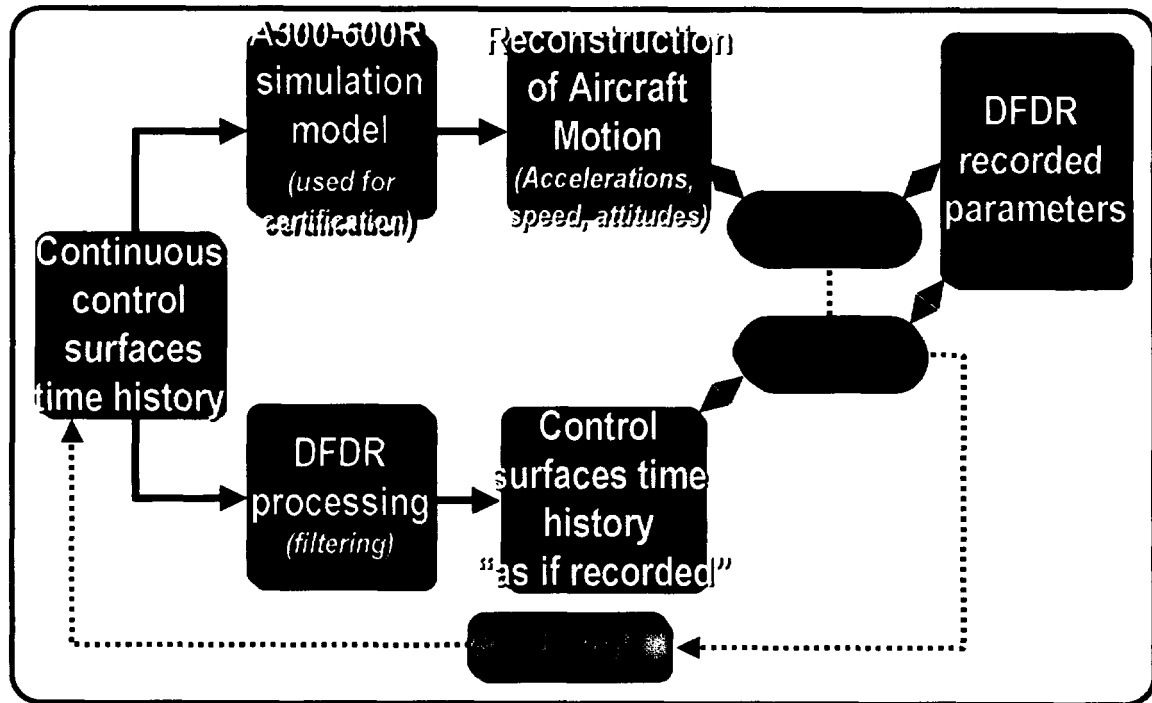 Continuous
control
surfaces
time history
A300-600R
simulation
model
(used for
certification)
Reconstruction
of Aircraft
Motion
(Accelerations,
speed, attitudes)
DFDR
recorded
parameters
DFDR
processing
(filtering)
Control
surfaces time
history
“as if recorded”